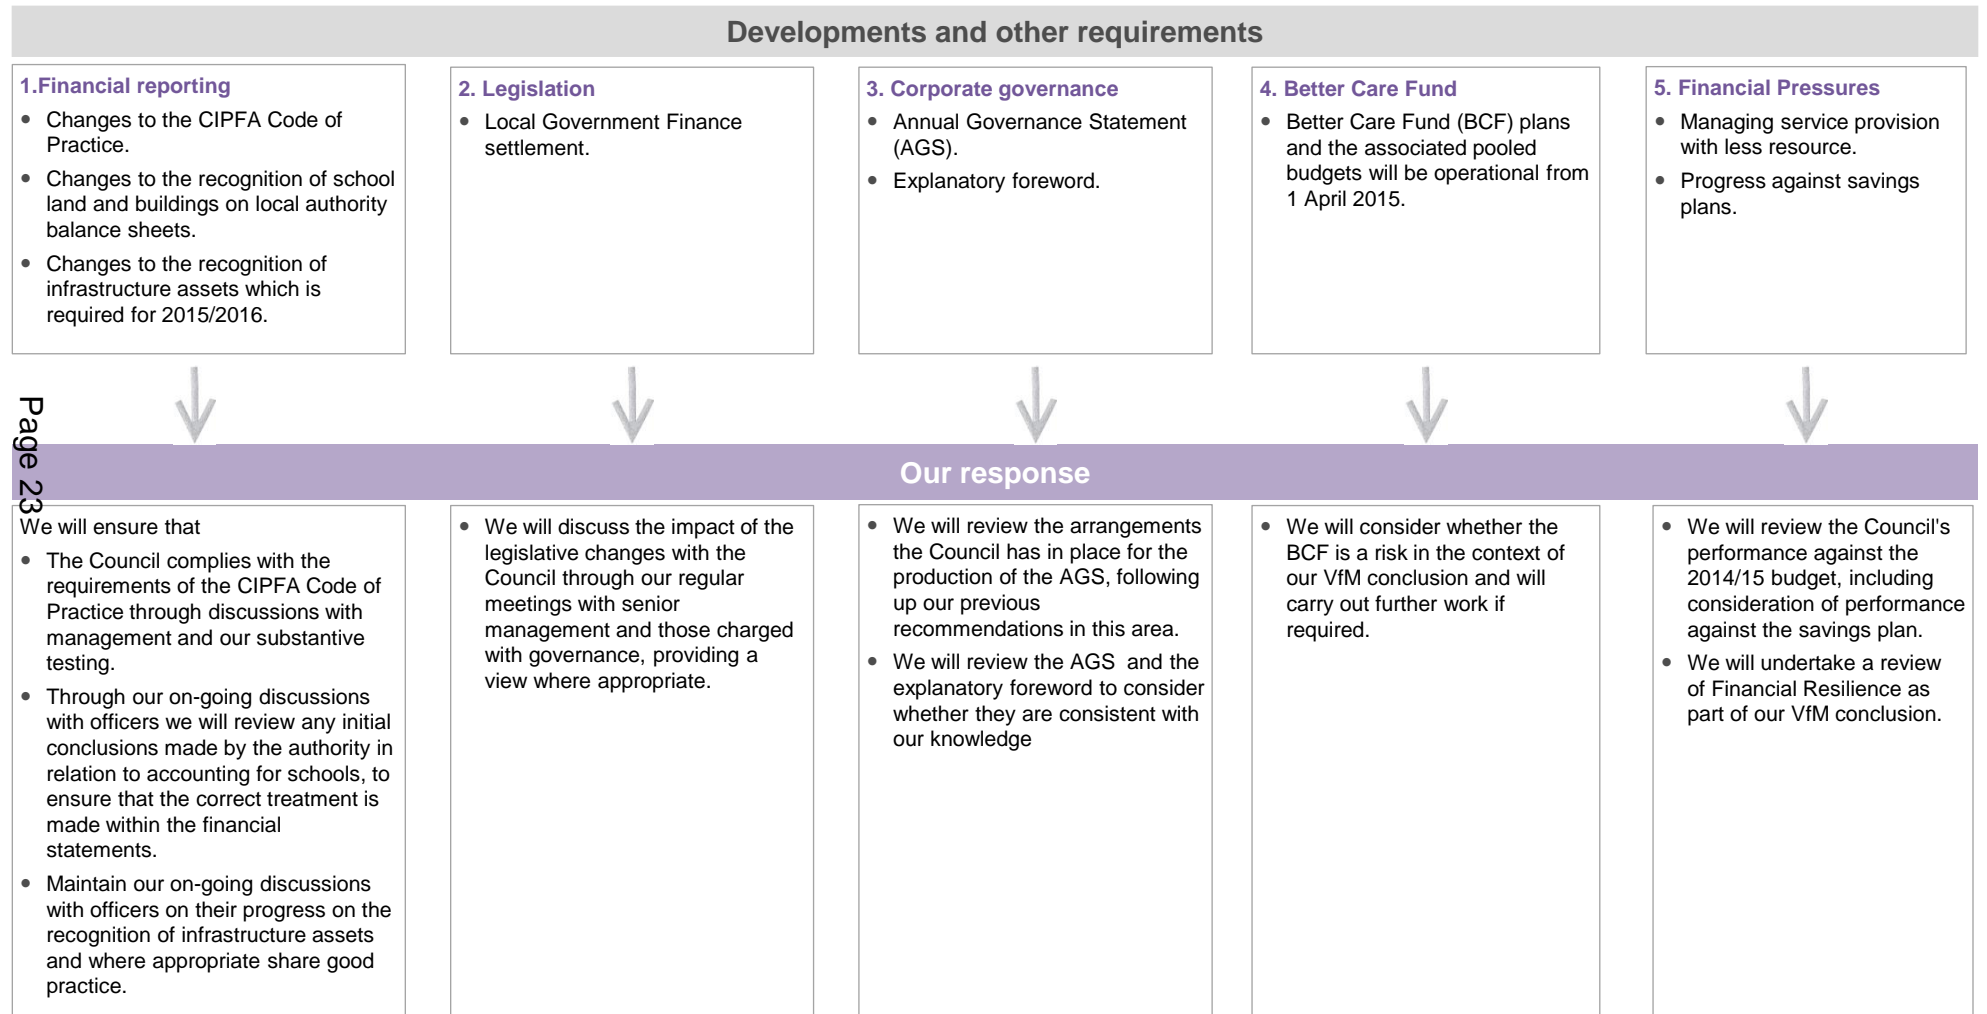 Developments and other requirements
1.Financial reporting
• Changes to the CIPFA Code of
Practice.
• Changes to the recognition of school
land and buildings on local authority
balance sheets.
• Changes to the recognition of
infrastructure assets which is
required for 2015/2016.
2. Legislation
• Local Government Finance
settlement.
3. Corporate governance
• Annual Governance Statement
(AGS).
• Explanatory foreword.
4. Better Care Fund
• Better Care Fund (BCF) plans
and the associated pooled
budgets will be operational from
1 April 2015.
5. Financial Pressures
• Managing service provision
with less resource.
• Progress against savings
plans.
Page 23
Our response
We will ensure that
• The Council complies with the
requirements of the CIPFA Code of
Practice through discussions with
management and our substantive
testing.
• Through our on-going discussions
with officers we will review any initial
conclusions made by the authority in
relation to accounting for schools, to
ensure that the correct treatment is
made within the financial
statements.
• Maintain our on-going discussions
with officers on their progress on the
recognition of infrastructure assets
and where appropriate share good
practice.
• We will discuss the impact of the
legislative changes with the
Council through our regular
meetings with senior
management and those charged
with governance, providing a
view where appropriate.
• We will review the arrangements
the Council has in place for the
production of the AGS, following
up our previous
recommendations in this area.
• We will review the AGS and the
explanatory foreword to consider
whether they are consistent with
our knowledge
• We will consider whether the
BCF is a risk in the context of
our VfM conclusion and will
carry out further work if
required.
• We will review the Council's
performance against the
2014/15 budget, including
consideration of performance
against the savings plan.
• We will undertake a review
of Financial Resilience as
part of our VfM conclusion.